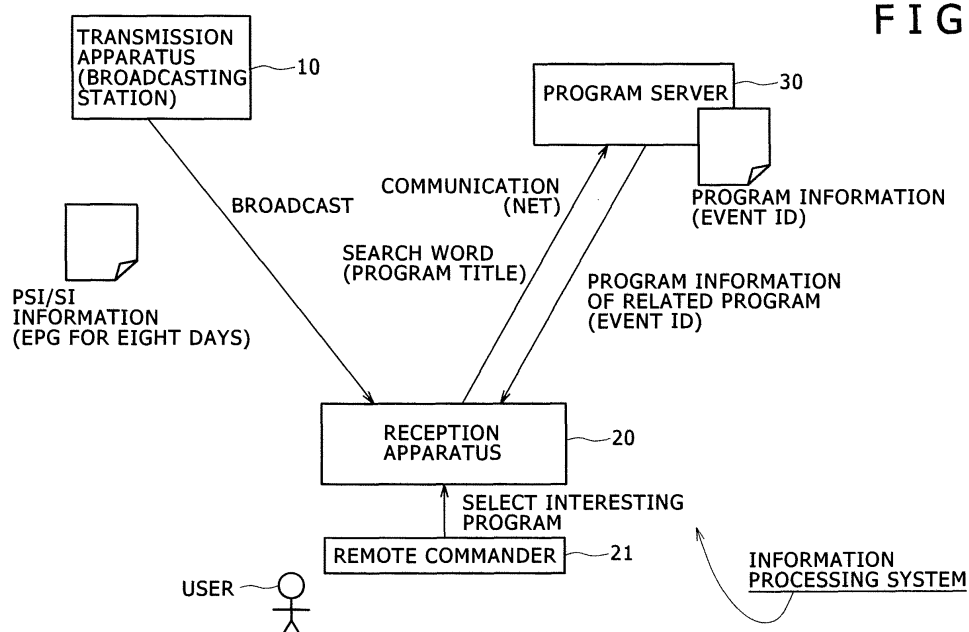 F I G
TRANSMISSION
APPARATUS
(BROADCASTING
STATION)
10
PROGRAM SERVER
30
COMMUNICATION
(NET)
BROADCAST
PROGRAM INFORMATION
(EVENT ID)
SEARCH WORD
(PROGRAM TITLE)
PROGRAM INFORMATION
OF RELATED PROGRAM
(EVENT ID)
PSI/SI
INFORMATION
(EPG FOR EIGHT DAYS)
RECEPTION
APPARATUS
20
SELECT INTERESTING
PROGRAM
REMOTE COMMANDER
21
USER
INFORMATION
PROCESSING SYSTEM